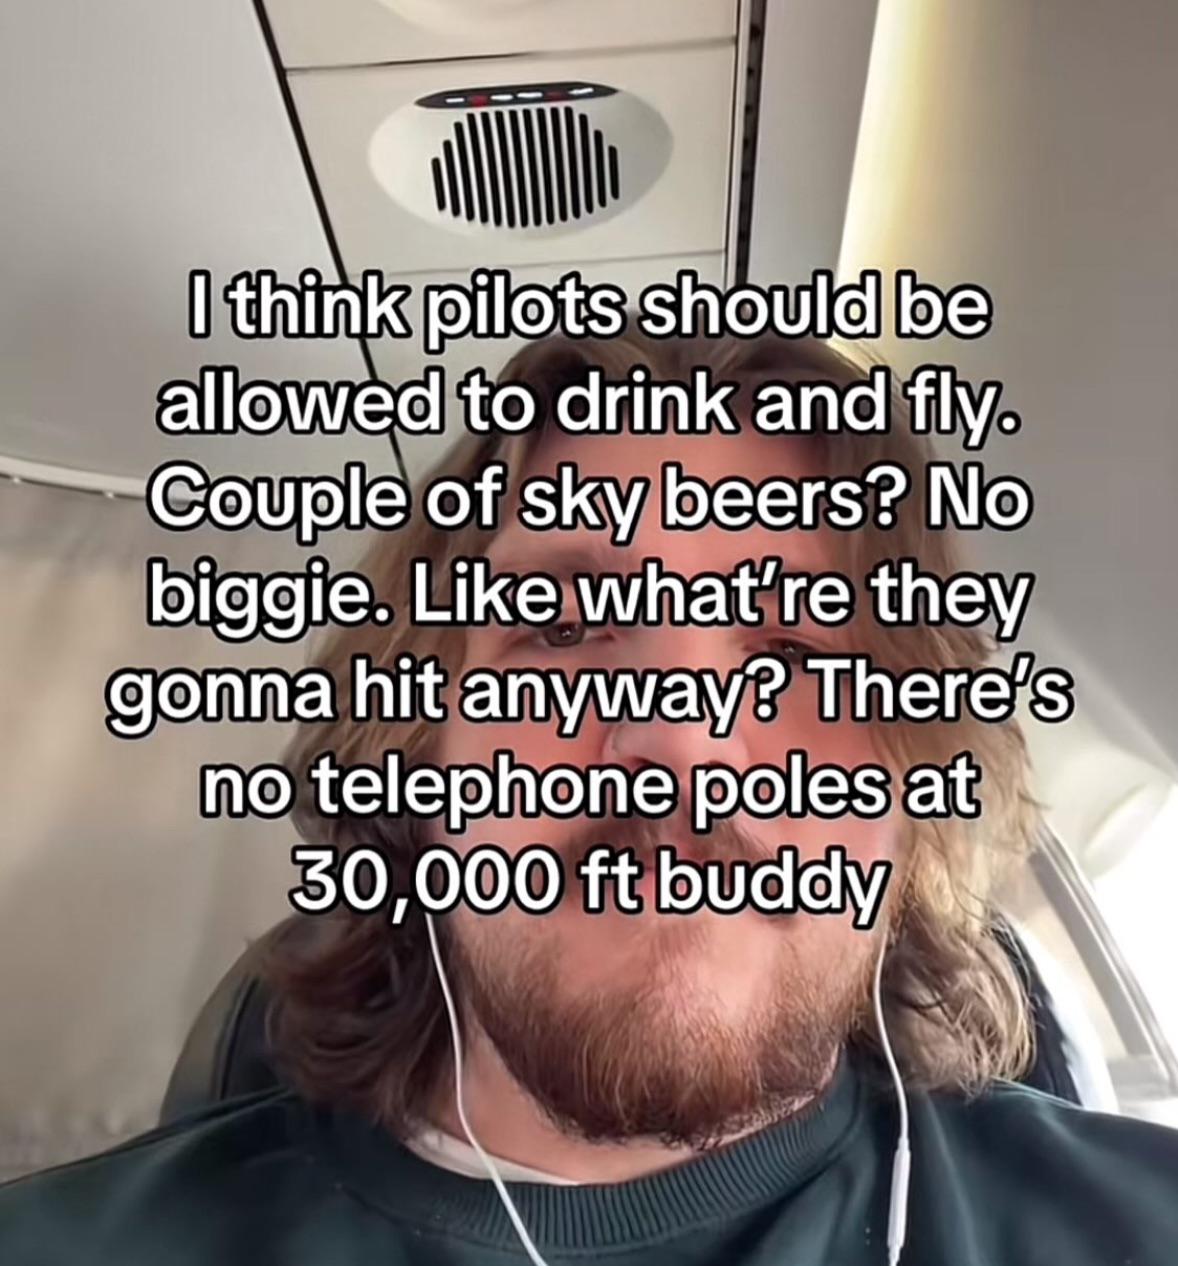 I think pilots should be
allowed to drink and fly.
Couple of sky beers? No
biggie. Like what're they
gonna hit anyway? There's
no telephone poles at
30,000 ft buddy